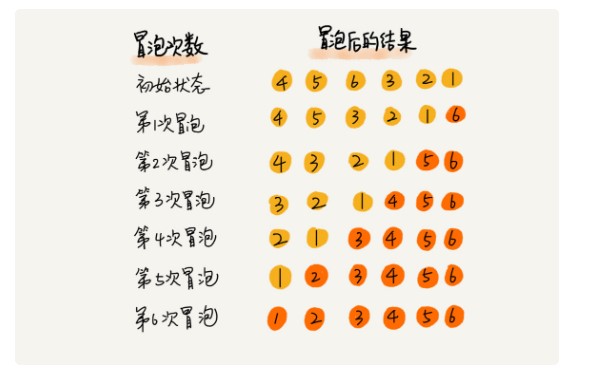 冒泡次数 冒泡后的结果
初始状态 4 5 6 3 2 1
第1次冒泡 4 5 3 2 1 6
第2次冒泡 4 3 2 1 5 6
第3次冒泡 3 2 1 4 5 6
第4次冒泡 2 1 3 4 5 6
第5次冒泡 1 2 3 4 5 6
第6次冒泡 1 2 3 4 5 6